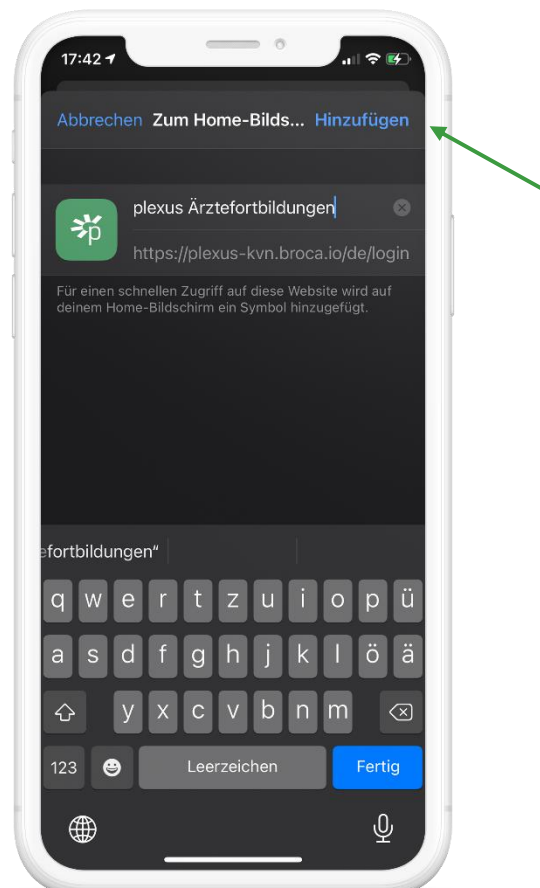 17:42
Abbrechen Zum Home-Bilds... Hinzufügen
p
plexus Ärztefortbildungen
https://plexus-kvn.broca.io/de/login
Für einen schnellen Zugriff auf diese Website wird auf
deinem Home-Bildschirm ein Symbol hinzugefügt.
efortbildungen“
q w e r t z u i o p ü
a s d f g h j k l ö ä
y x c v b n m
123 Leerzeichen Fertig